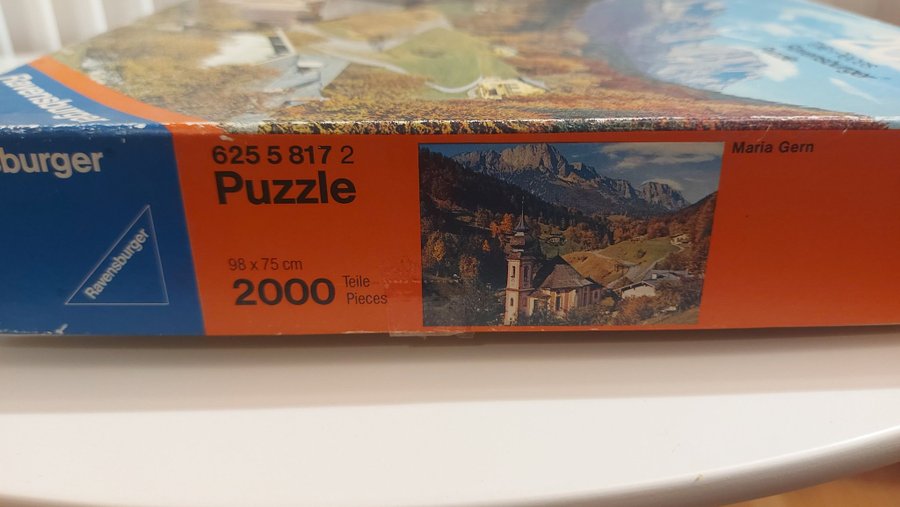 Ravensburger
burger
Ravensburger
625 5 817 2
Puzzle
98 x 75 cm
2000 Teile
Pieces
Maria Gern